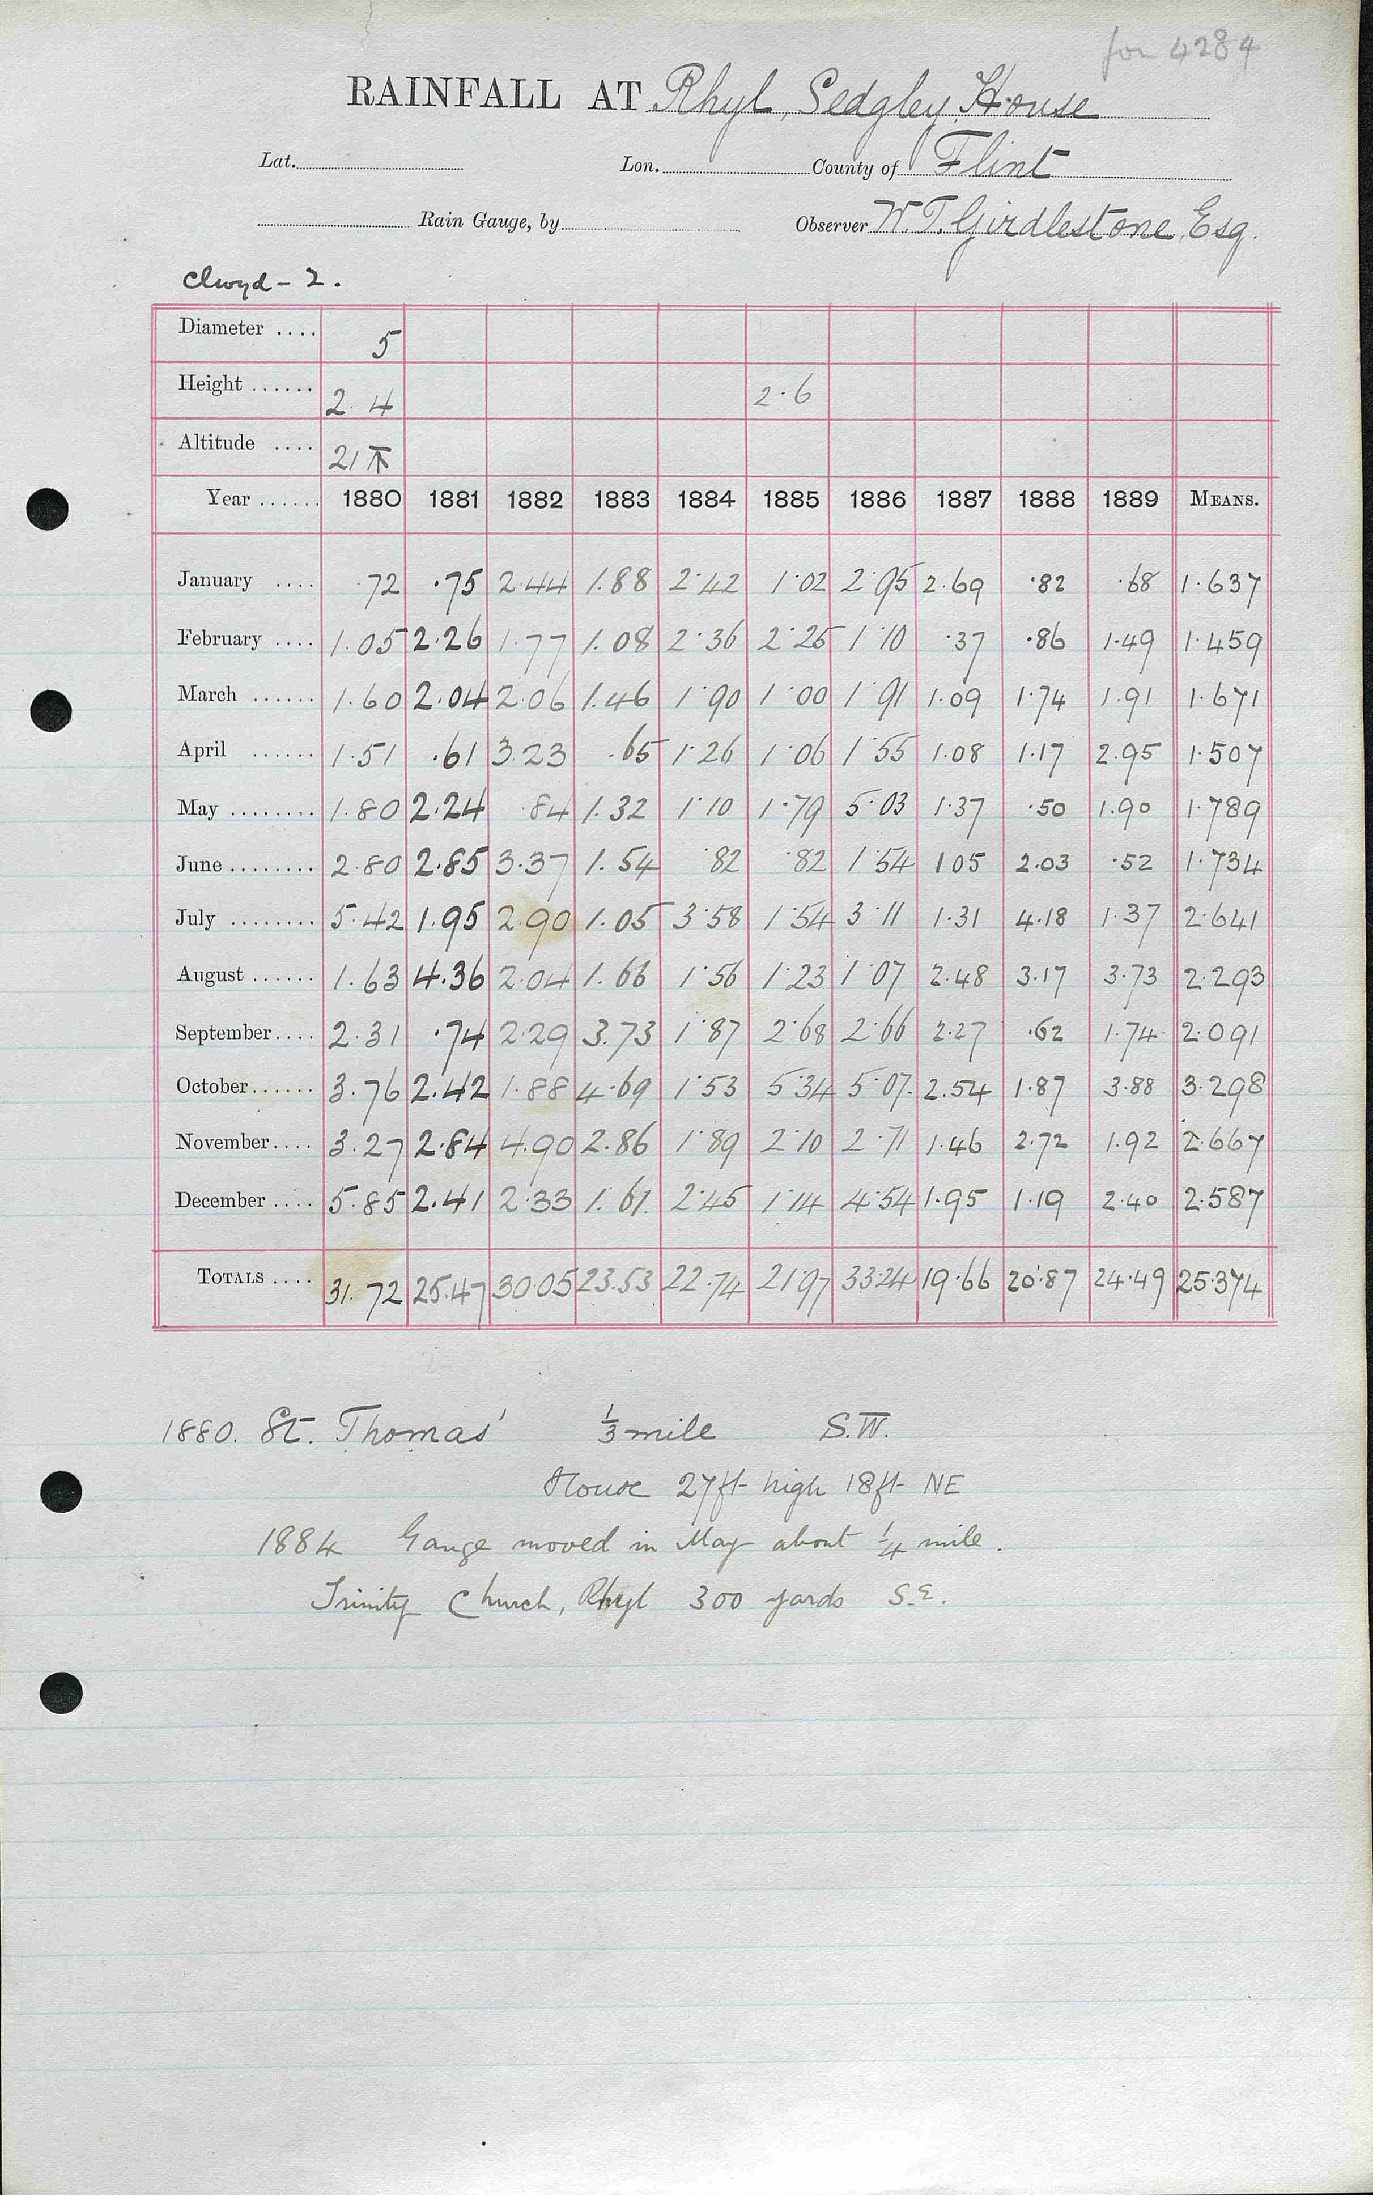 for 4284
RAINFALL AT Rhyl, Sedgley House
Lat. Lon. County of Flint
Rain Gauge, by Observer W. T. Girdlestone, Esq.
Clwyd - 2.
Diameter .... 5
Height ...... 2. 4 2.6
Altitude .... 21
Year ...... 1880 1881 1882 1883 1884 1885 1886 1887 1888 1889 MEANS.
January .... .72 .75 2.44 1.88 2.42 1.02 2.95 2.69 .82 .68 1.637
February .... 1.05 2.26 1.77 1.08 2.36 2.25 1.10 .37 .86 1.49 1.459
March ...... 1.60 2.04 2.06 1.46 1.90 1.00 1.91 1.09 1.74 1.91 1.671
April ...... 1.51 .61 3.23 .65 1.26 1.06 1.55 1.08 1.17 2.95 1.507
May ........ 1.80 2.24 .84 1.32 1.10 1.79 5.03 1.37 .50 1.90 1.789
June ........ 2.80 2.85 3.37 1.54 .82 .82 1.54 1 05 2.03 .52 1.734
July ........ 5.42 1.95 2.90 1.05 3.58 1.54 3.11 1.31 4.18 1.37 2.641
August ...... 1.63 4.36 2.04 1.66 1.56 1.23 1.07 2.48 3.17 3.73 2.293
September .... 2.31 .74 2.29 3.73 1.87 2.68 2.66 2.27 .62 1.74 2.091
October ...... 3.76 2.42 1.88 4.69 1.53 5.34 5.07 2.54 1.87 3.88 3.298
November .... 3.27 2.84 4.90 2.86 1.89 2.10 2.71 1.46 2.72 1.92 2.667
December .... 5.85 2.41 2.33 1.61 2.45 1.14 4.54 1.95 1.19 2.40 2.587
TOTALS .... 31.72 25.47 30.05 23.53 22.74 21.97 33.24 19.66 20.87 24.49 25.374
1880. St. Thomas' 1/3 mile S.W.
House 27ft high 18ft NE
1884 Gauge moved in May about 1/4 mile.
Trinity Church, Rhyl 300 yards S.E.